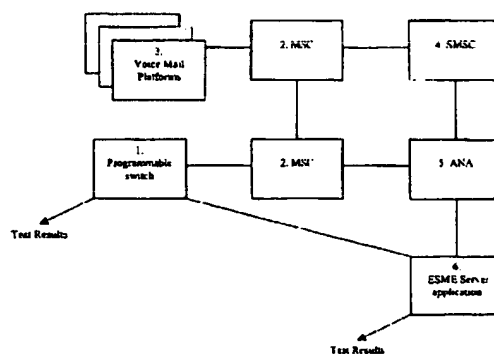 3.
Voice Mail
Platforms
2. MSC
4. SMSC
1.
Programmable
switch
2. MSC
5. ANA
Test Results
6.
ESME Server
application
Test Results